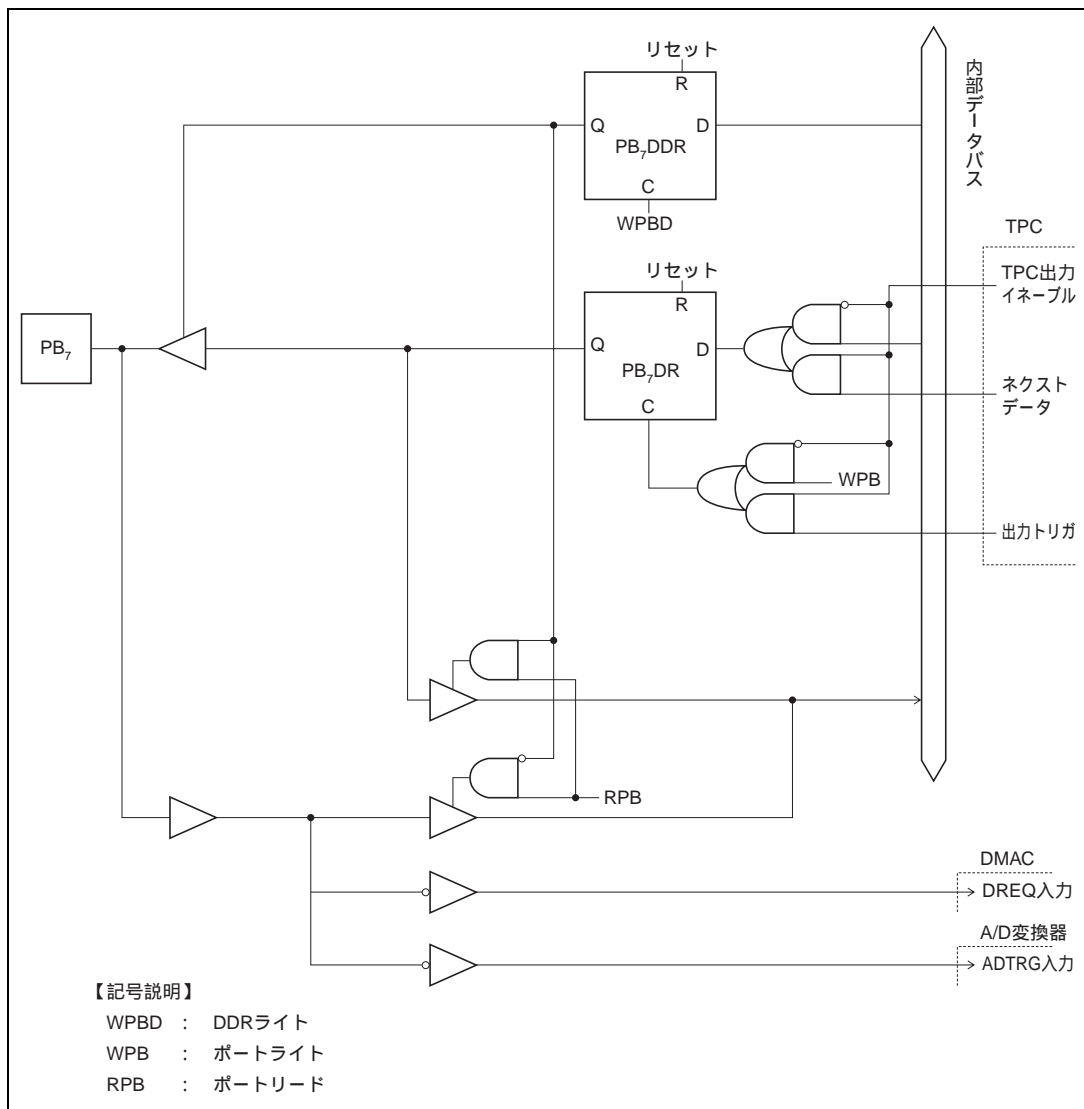 リセット
R
Q
D
PB7DDR
C
WPBD
内部データバス
TPC
TPC出力
イネーブル
リセット
R
Q
D
PB7DR
C
PB7
ネクスト
データ
WPB
出力トリガ
RPB
DMAC
DREQ入力
A/D変換器
ADTRG入力
【記号説明】
WPBD : DDRライト
WPB : ポートライト
RPB : ポートリード